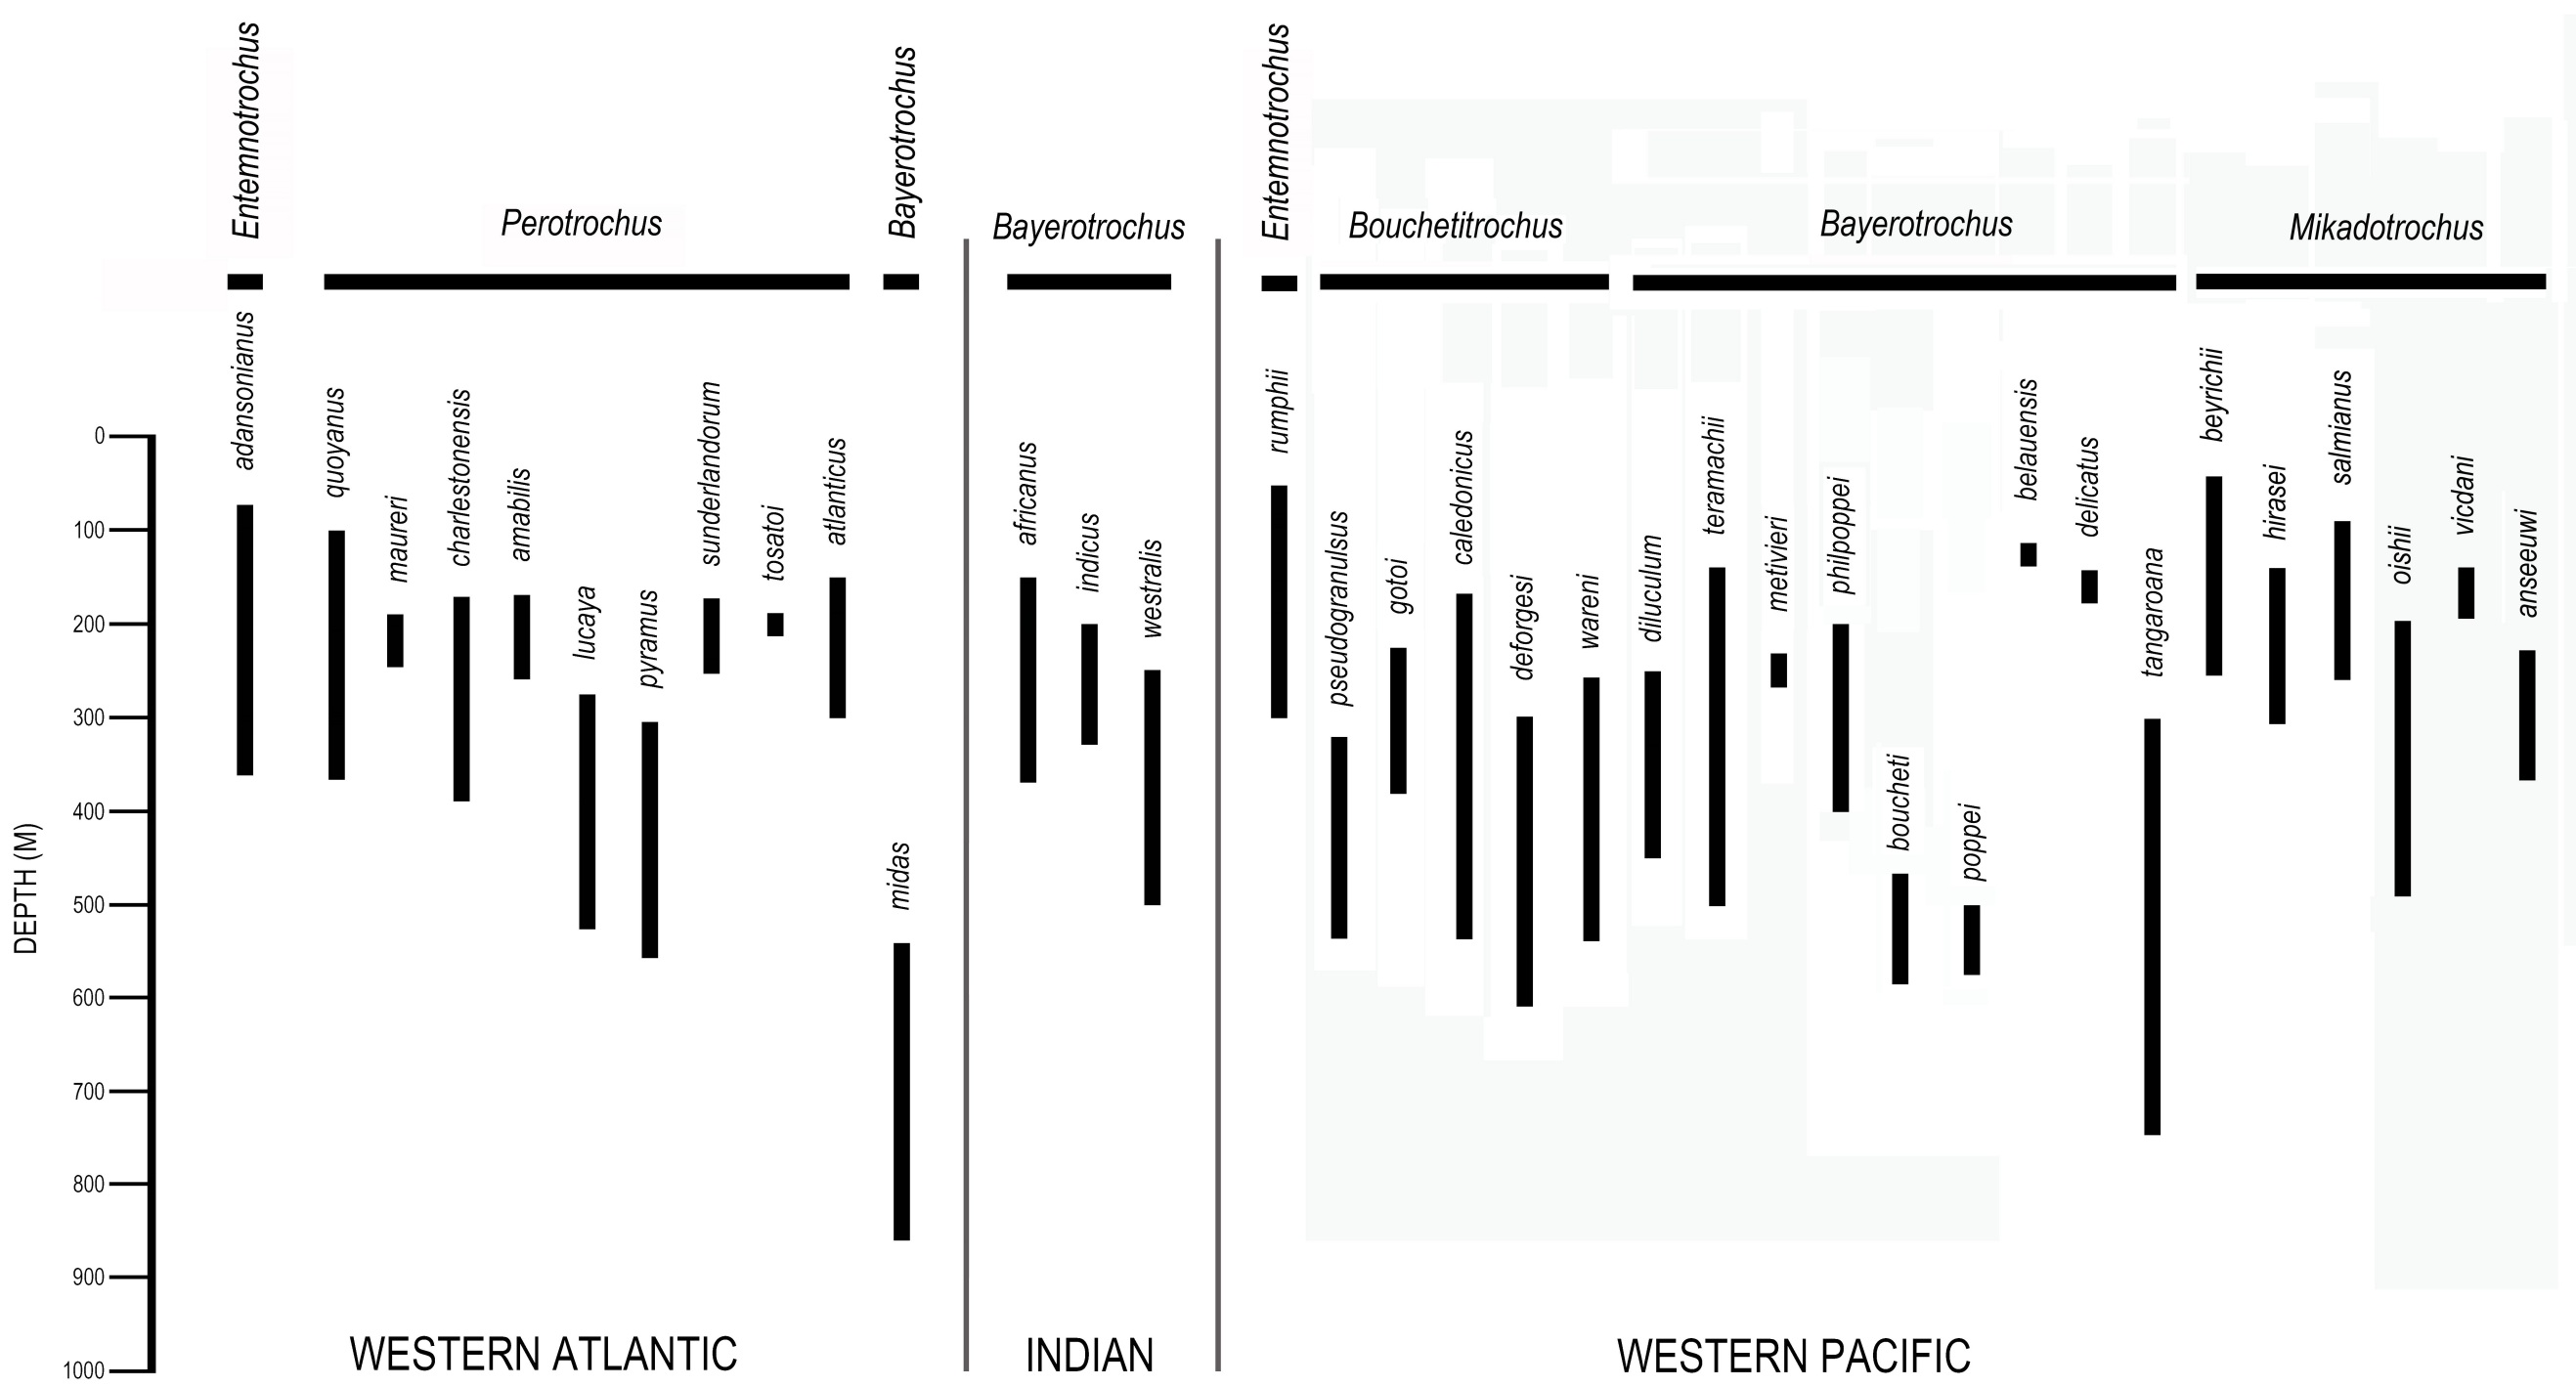 Entemnotrochus
Perotrochus
Bayerotrochus
Bayerotrochus
Entemnotrochus
Bouchetitrochus
Bayerotrochus
Mikadotrochus
adansonianus
quoyanus
maureri
charlestonensis
amabilis
lucaya
pyramus
sunderlandorum
tosatoi
atlanticus
midas
africanus
indicus
westralis
rumphii
pseudogranulsus
gotoi
caledonicus
deforgesi
wareni
diluculum
teramachii
metivieri
philpoppei
boucheti
poppei
belauensis
delicatus
tangaroana
beyrichii
hirasei
salmianus
oishii
vicdani
anseeuwi
DEPTH (M)
0
100
200
300
400
500
600
700
800
900
1000
WESTERN ATLANTIC
INDIAN
WESTERN PACIFIC